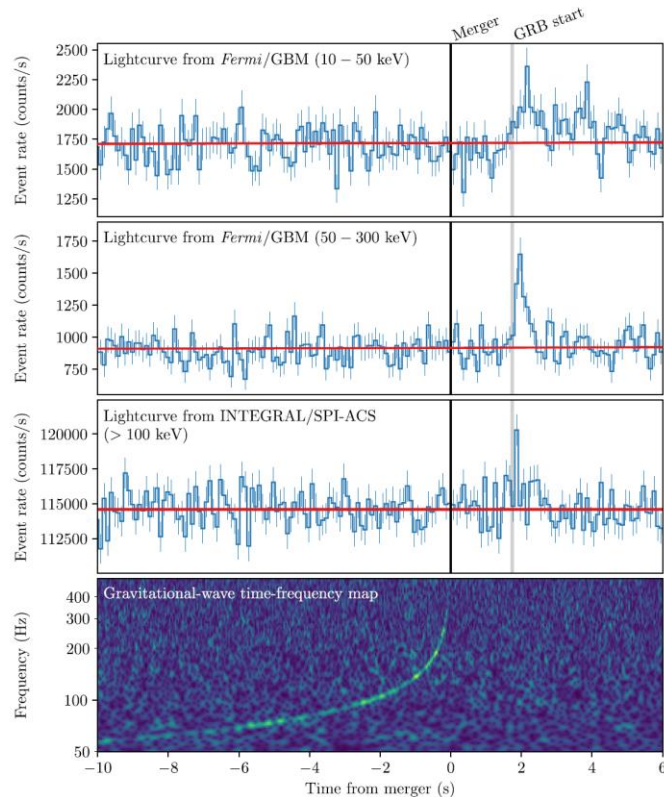 Merger
GRB start
2500
2250
2000
1750
1500
1250
Event rate (counts/s)
Lightcurve from Fermi/GBM (10 − 50 keV)
1750
1500
1250
1000
750
Event rate (counts/s)
Lightcurve from Fermi/GBM (50 − 300 keV)
120000
117500
115000
112500
Event rate (counts/s)
Lightcurve from INTEGRAL/SPI-ACS
(> 100 keV)
400
300
200
100
50
Frequency (Hz)
Gravitational-wave time-frequency map
−10 −8 −6 −4 −2 0 2 4 6
Time from merger (s)